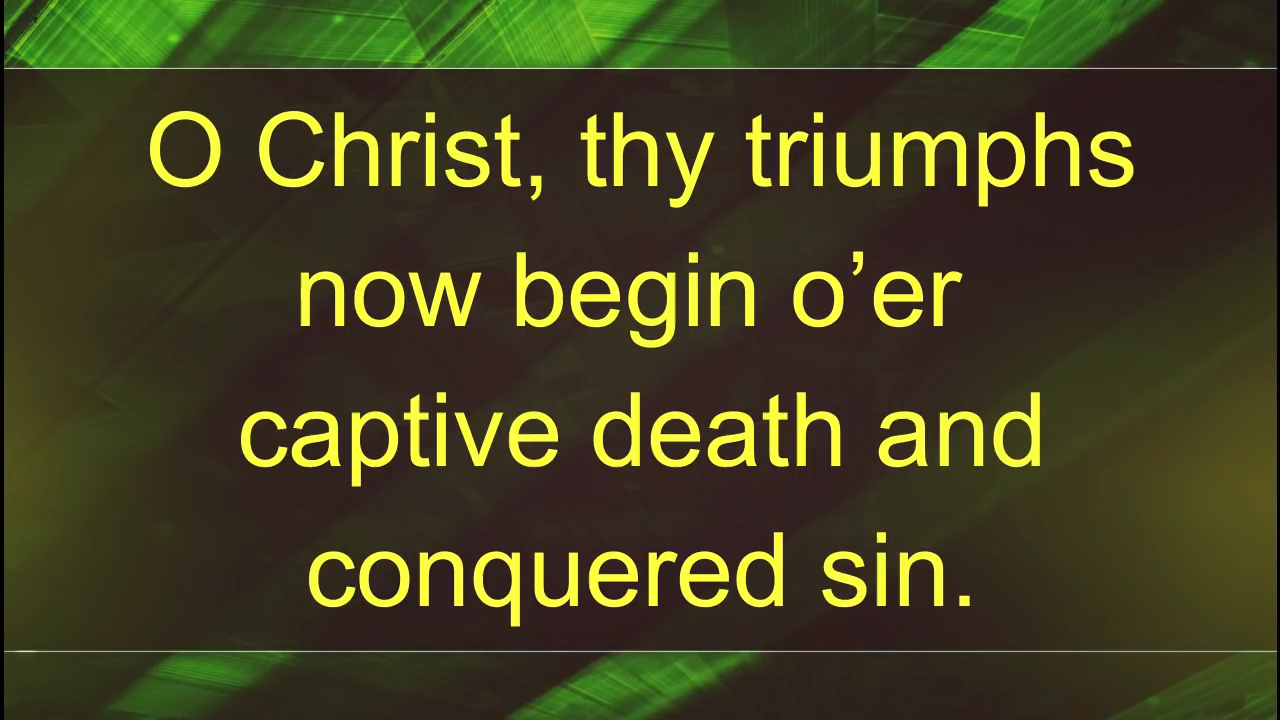 O Christ, thy triumphs
now begin o’er
captive death and
conquered sin.